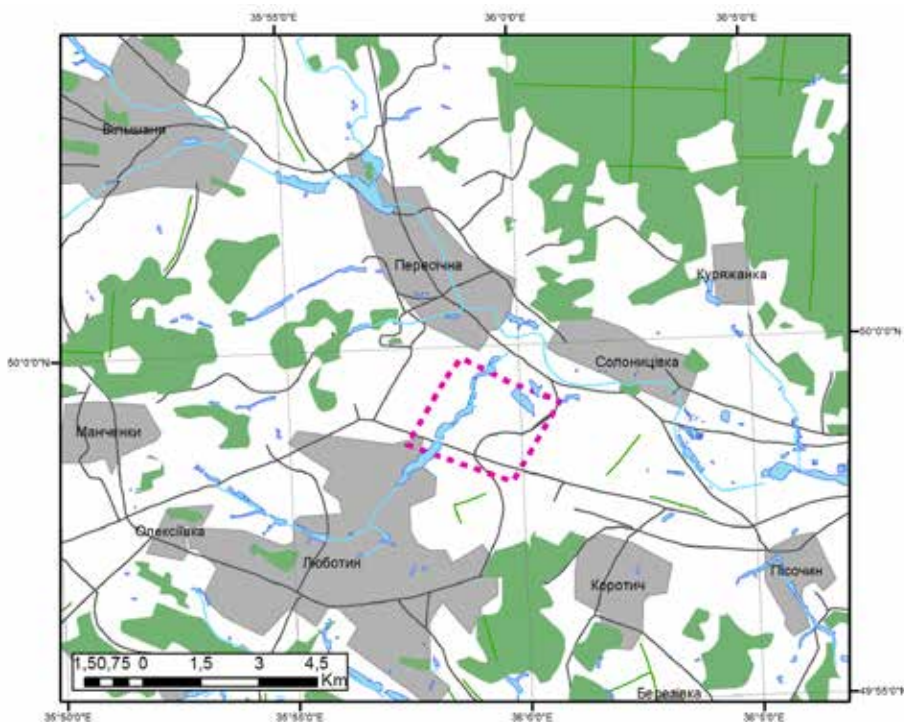 35°55'0"E
36°0'0"E
36°5'0"E
Вільшани
Пересічна
Куряжанка
50°0'0"N
50°0'0"N
Солоницівка
Манченки
Олексіївка
Люботин
Коротич
Пісочин
1,50,75 0 1,5 3 4,5
Km
Березівка
49°55'0"N
35°50'0"E
35°55'0"E
36°0'0"E
36°5'0"E